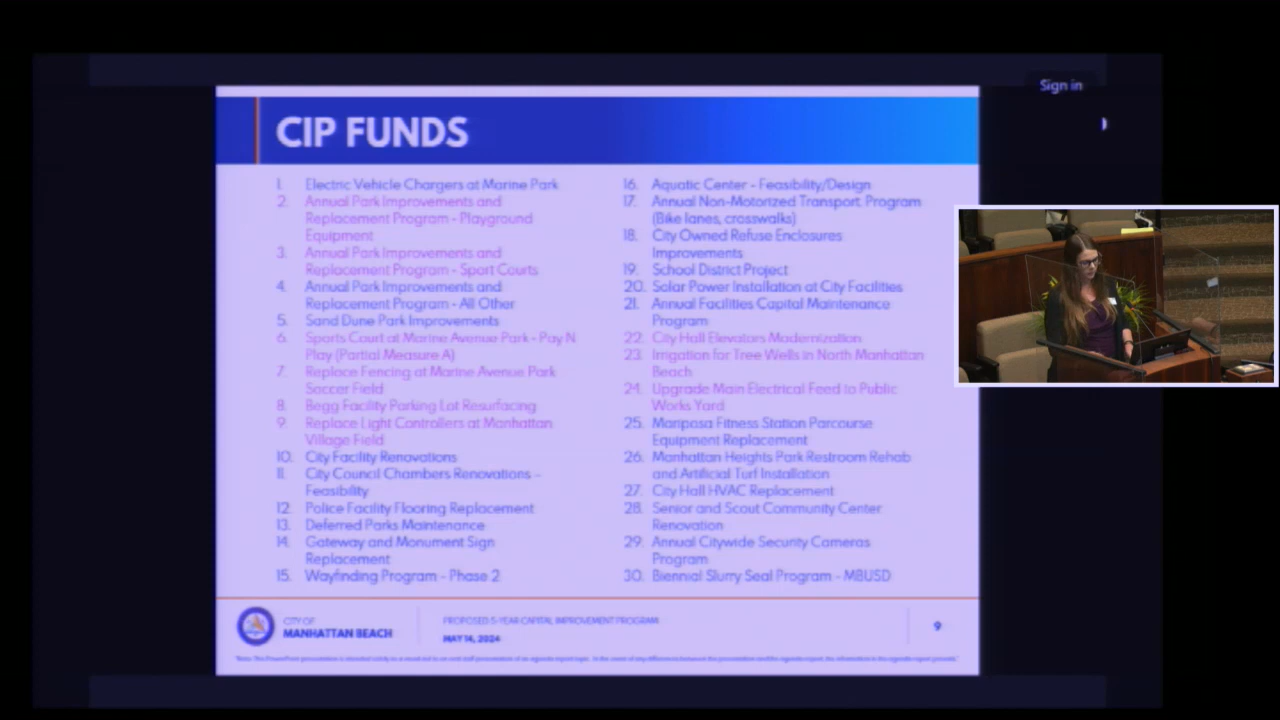 Sign in
CIP FUNDS
1. Electric Vehicle Chargers at Marine Park
2. Annual Park Improvements and
Replacement Program - Playground
Equipment
3. Annual Park Improvements and
Replacement Program - Sport Courts
4. Annual Park Improvements and
Replacement Program - All Other
5. Sand Dune Park Improvements
6. Sports Court at Marine Avenue Park - Pay N
Play (Partial Measure A)
7. Replace Fencing at Marine Avenue Park
Soccer Field
8. Begg Facility Parking Lot Resurfacing
9. Replace Light Controllers at Manhattan
Village Field
10. City Facility Renovations
11. City Council Chambers Renovations –
Feasibility
12. Police Facility Flooring Replacement
13. Deferred Parks Maintenance
14. Gateway and Monument Sign
Replacement
15. Wayfinding Program - Phase 2
16. Aquatic Center - Feasibility/Design
17. Annual Non-Motorized Transport Program
(Bike lanes, crosswalks)
18. City Owned Refuse Enclosures
Improvements
19. School District Project
20. Solar Power Installation at City Facilities
21. Annual Facilities Capital Maintenance
Program
22. City Hall Elevators Modernization
23. Irrigation for Tree Wells in North Manhattan
Beach
24. Upgrade Main Electrical Feed to Public
Works Yard
25. Mariposa Fitness Station Parcourse
Equipment Replacement
26. Manhattan Heights Park Restroom Rehab
and Artificial Turf Installation
27. City Hall HVAC Replacement
28. Senior and Scout Community Center
Renovation
29. Annual Citywide Security Cameras
Program
30. Biennial Slurry Seal Program - MBUSD
CITY OF
MANHATTAN BEACH
PROPOSED 5-YEAR CAPITAL IMPROVEMENT PROGRAM
MAY 14, 2024
9